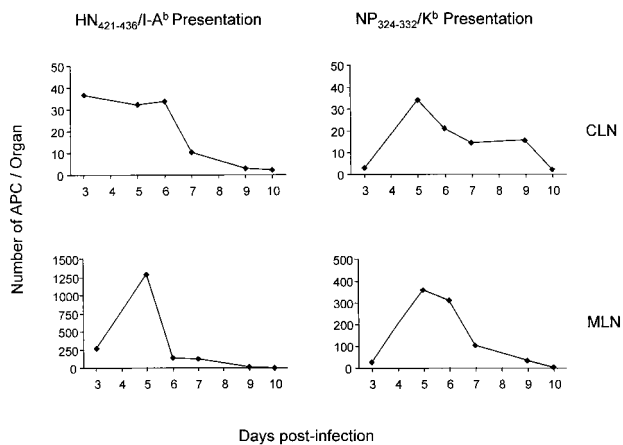 HN421-436/I-Ab Presentation
NP324-332/Kb Presentation
Number of APC / Organ
50
40
30
20
10
0
3 4 5 6 7 8 9 10
50
40
30
20
10
0
3 4 5 6 7 8 9 10
CLN
1500
1250
1000
750
500
250
0
3 4 5 6 7 8 9 10
500
400
300
200
100
0
3 4 5 6 7 8 9 10
MLN
Days post-infection